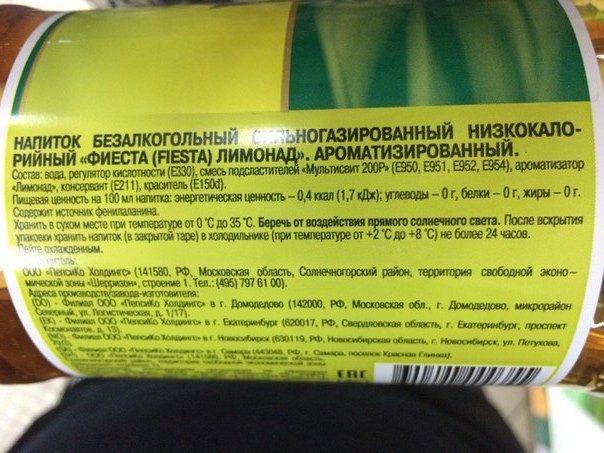 НАПИТОК БЕЗАЛКОГОЛЬНЫЙ СИЛЬНОГАЗИРОВАННЫЙ НИЗКОКАЛО-
РИЙНЫЙ «ФИЕСТА (FIESTA) ЛИМОНАД». АРОМАТИЗИРОВАННЫЙ.
Состав: вода, регулятор кислотности (Е330), смесь подсластителей «Мультисвит 200Р» (Е950, Е951, Е952, Е954), ароматизатор
«Лимонад», консервант (Е211), краситель (Е150d).
Пищевая ценность на 100 мл напитка: энергетическая ценность – 0,4 ккал (1,7 кДж); углеводы – 0 г, белки – 0 г, жиры – 0 г.
Содержит источник фенилаланина.
Хранить в сухом месте при температуре от 0 °С до 35 °С. Беречь от воздействия прямого солнечного света. После вскрытия
упаковки хранить напиток (в закрытой таре) в холодильнике (при температуре от +2 °С до +8 °С) не более 24 часов.
Пейте охлажденным.
ООО «ПепсиКо Холдингс» (141580, РФ, Московская область, Солнечногорский район, территория свободной эконо–
мической зоны «Шерризон», строение 1. Тел.: (495) 797 61 00).
Адреса производств/завода-изготовителя:
Филиал ООО «ПепсиКо Холдингс» в г. Домодедово (142000, РФ, Московская обл., г. Домодедово, микрорайон
Северный, ул. Логистическая, д. 1/17).
Филиал ООО «ПепсиКо Холдингс» в г. Екатеринбург (620017, РФ, Свердловская область, г. Екатеринбург, проспект
Космонавтов, д. 13).
Филиал ООО «ПепсиКо Холдингс» в г. Новосибирск (630119, РФ, Новосибирская область, г. Новосибирск, ул. Петухова,
ООО «ПепсиКо Холдингс» в г. Самара (443048, РФ, г. Самара, поселок Красная Глинка).
ООО «ПепсиКо Холдингс» (141580, РФ, Московская область,
EAC